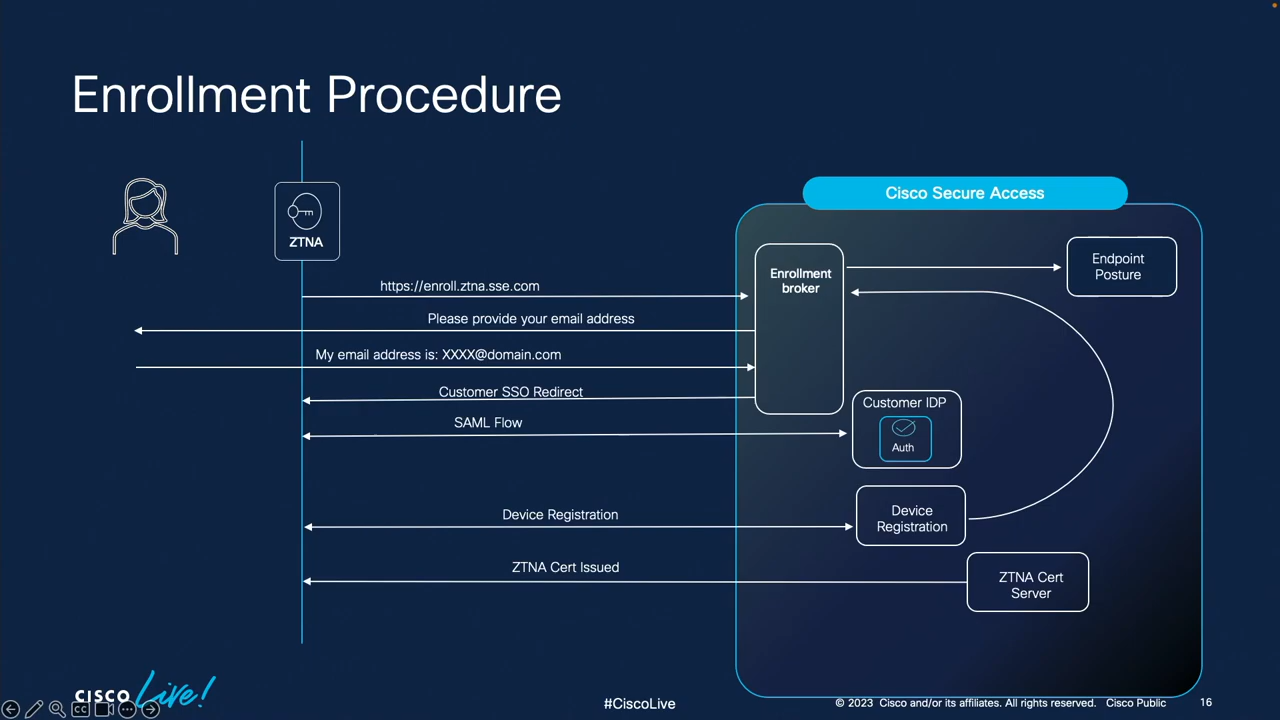 Enrollment Procedure
ZTNA
Cisco Secure Access
Enrollment
broker
Endpoint
Posture
https://enroll.ztna.sse.com
Please provide your email address
My email address is: XXXX@domain.com
Customer SSO Redirect
SAML Flow
Customer IDP
Auth
Device Registration
Device
Registration
ZTNA Cert Issued
ZTNA Cert
Server
CISCO Live!
CC
#CiscoLive
© 2023 Cisco and/or its affiliates. All rights reserved. Cisco Public
16